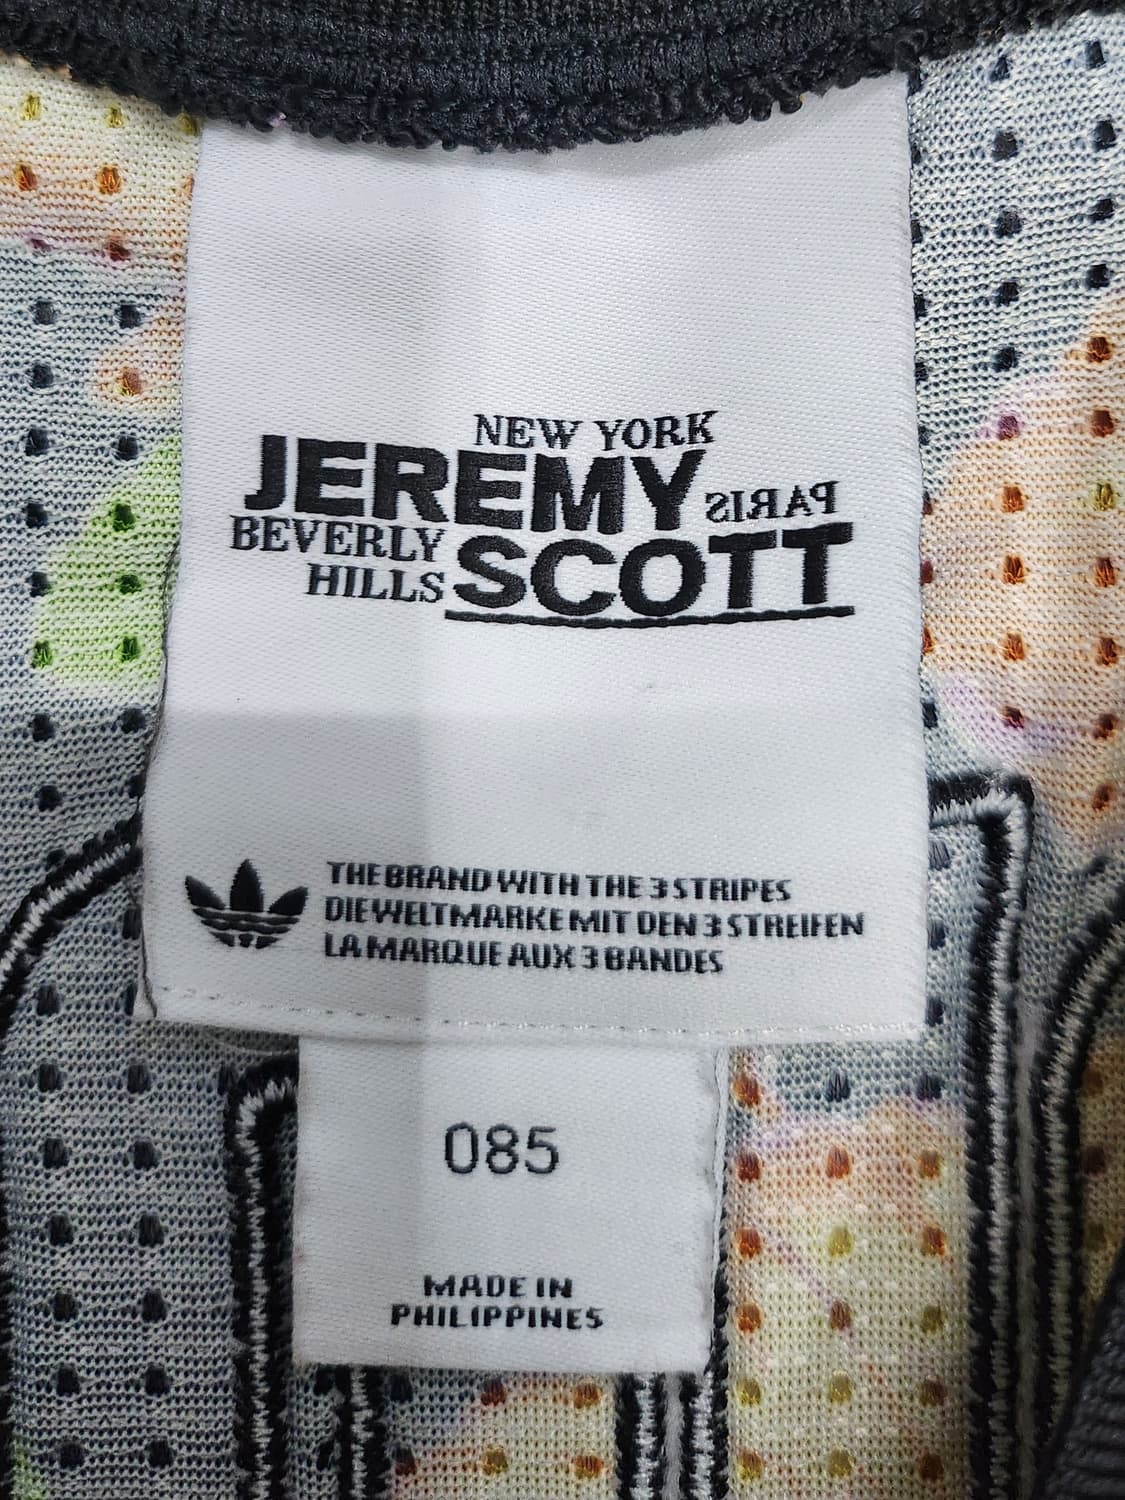 NEW YORK
JEREMY
PARIS
BEVERLY
HILLS
SCOTT
THE BRAND WITH THE 3 STRIPES
DIE WELTMARKE MIT DEN 3 STREIFEN
LA MARQUE AUX 3 BANDES
085
MADE IN
PHILIPPINES